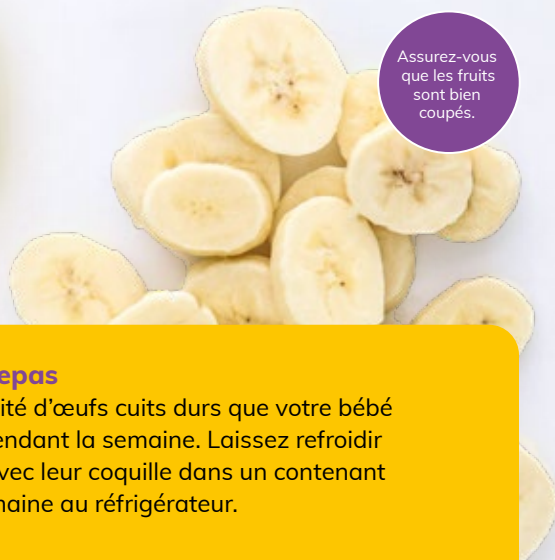 Assurez-vous
que les fruits
sont bien
coupés.
epas
ité d’œufs cuits durs que votre bébé
endant la semaine. Laissez refroidir
vec leur coquille dans un contenant
naine au réfrigérateur.